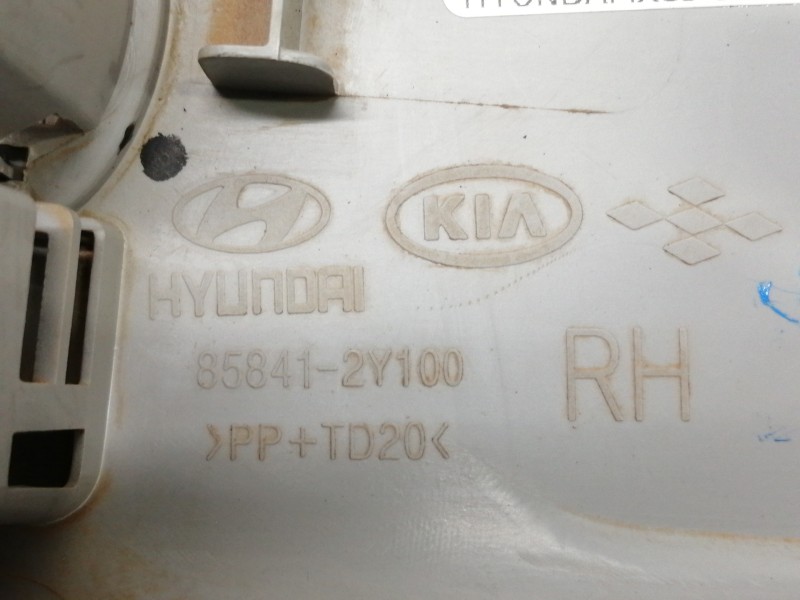 KIA
HYUNDAI
85841-2Y100
RH
>PP+TD20<